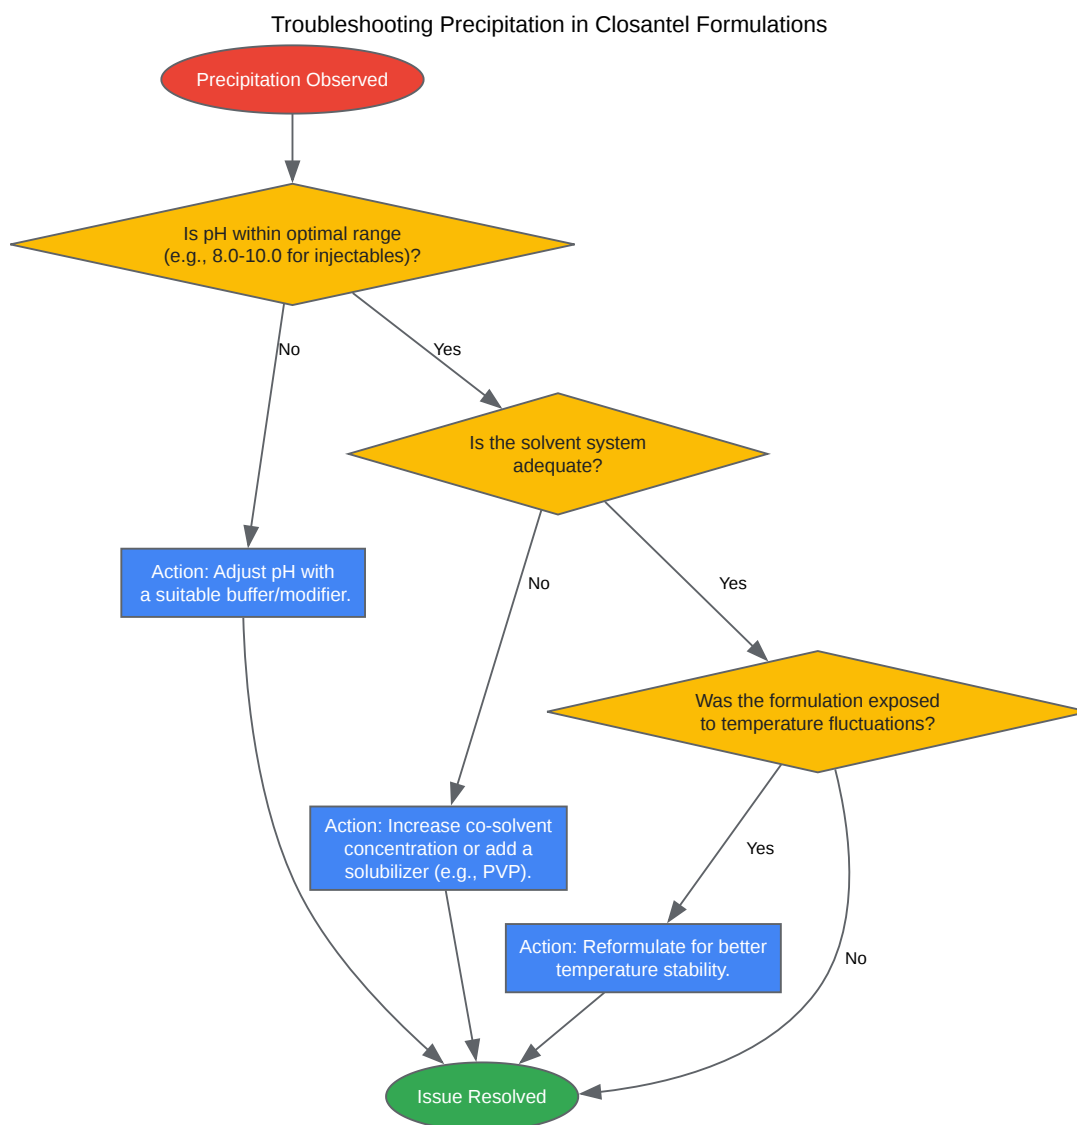 Troubleshooting Precipitation in Closantel Formulations
Precipitation Observed
Is pH within optimal range
(e.g., 8.0-10.0 for injectables)?
No
Yes
Is the solvent system
adequate?
Action: Adjust pH with
a suitable buffer/modifier.
No
Yes
Was the formulation exposed
to temperature fluctuations?
Action: Increase co-solvent
concentration or add a
solubilizer (e.g., PVP).
Yes
Action: Reformulate for better
temperature stability.
No
Issue Resolved